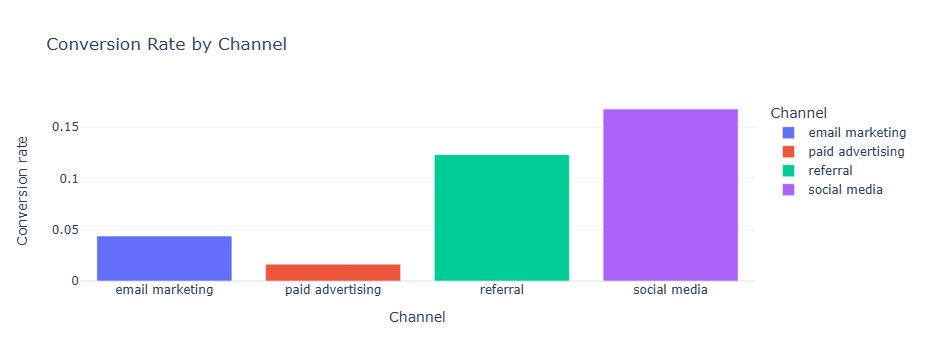 Conversion Rate by Channel
Conversion rate
0.15
0.1
0.05
0
email marketing
paid advertising
referral
social media
Channel
Channel
email marketing
paid advertising
referral
social media